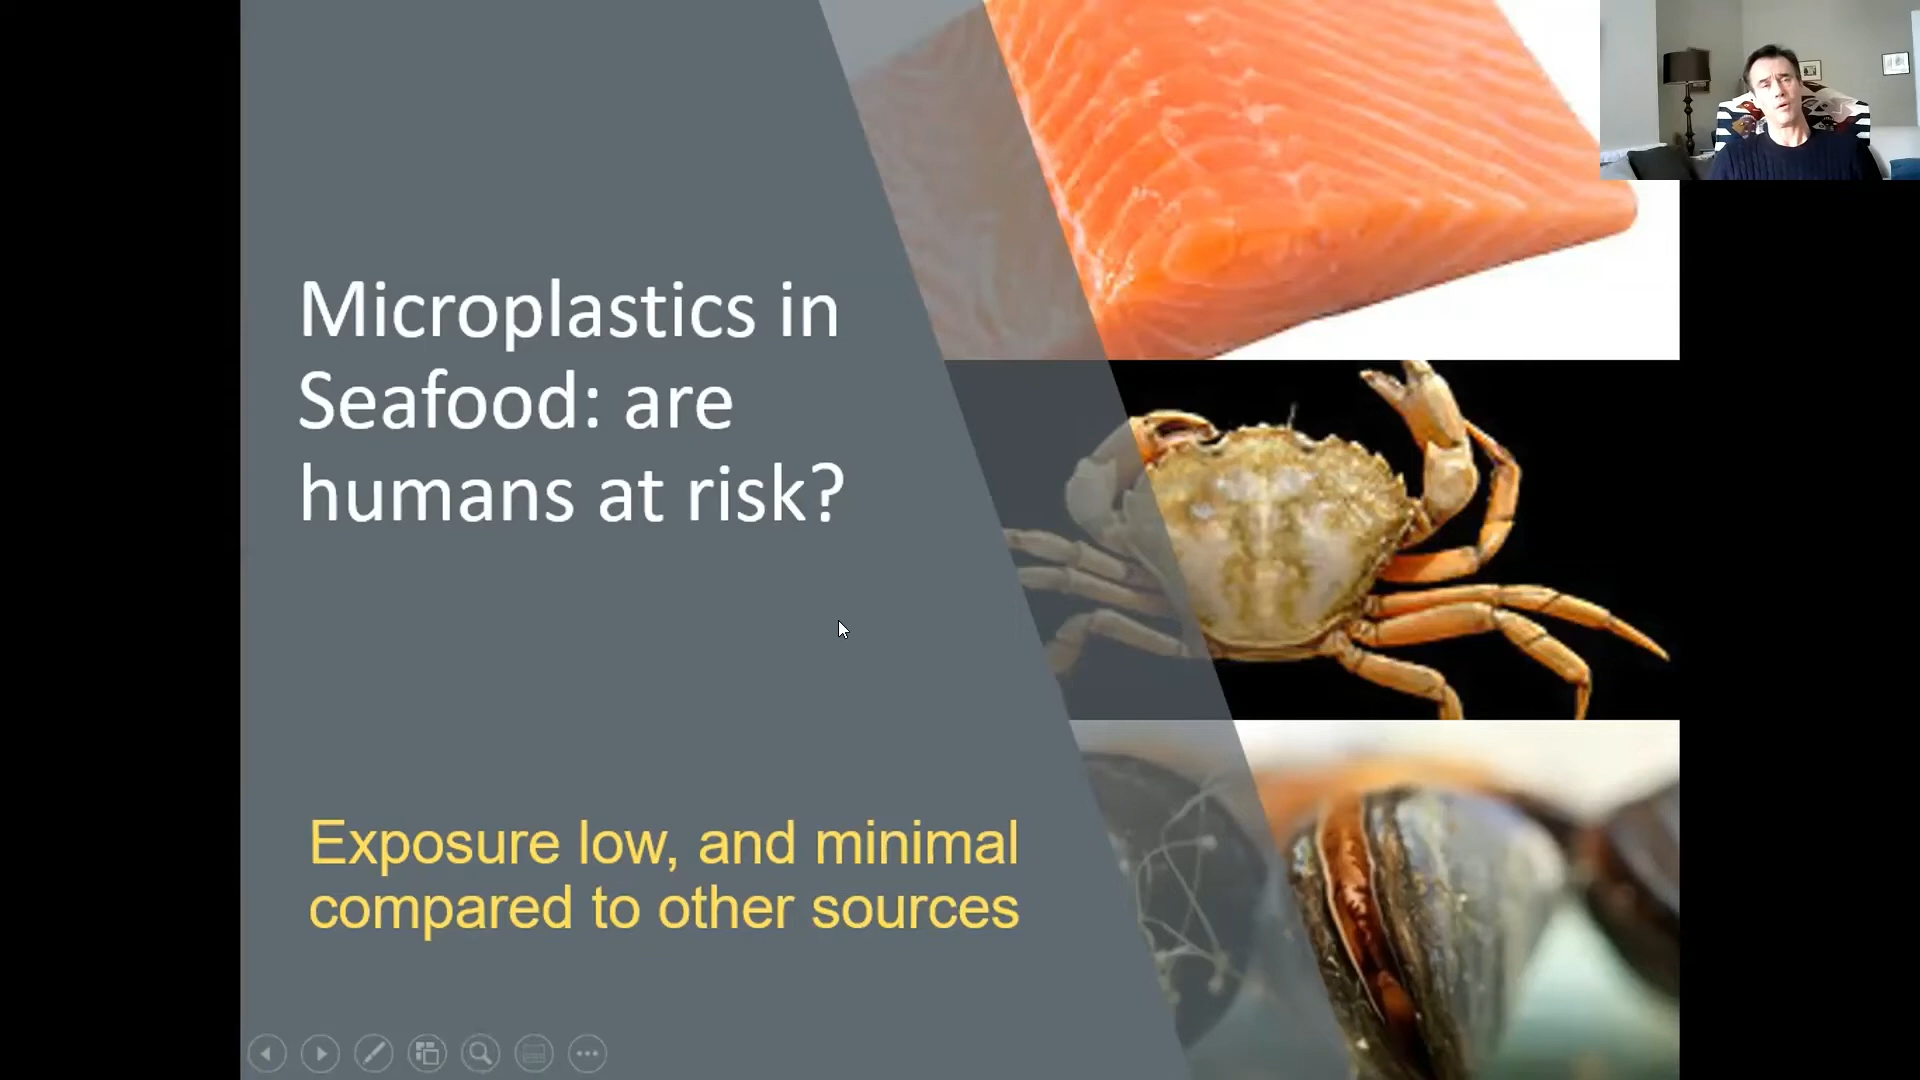 Microplastics in
Seafood: are
humans at risk?
Exposure low, and minimal
compared to other sources